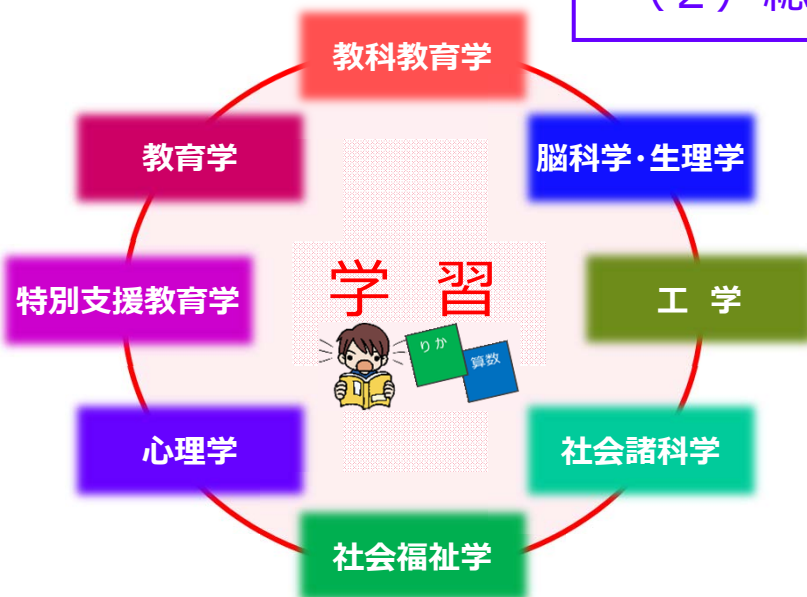 （２）
教科教育学
教育学
脳科学・生理学
特別支援教育学
学　習
工　学
りか
算数
心理学
社会諸科学
社会福祉学